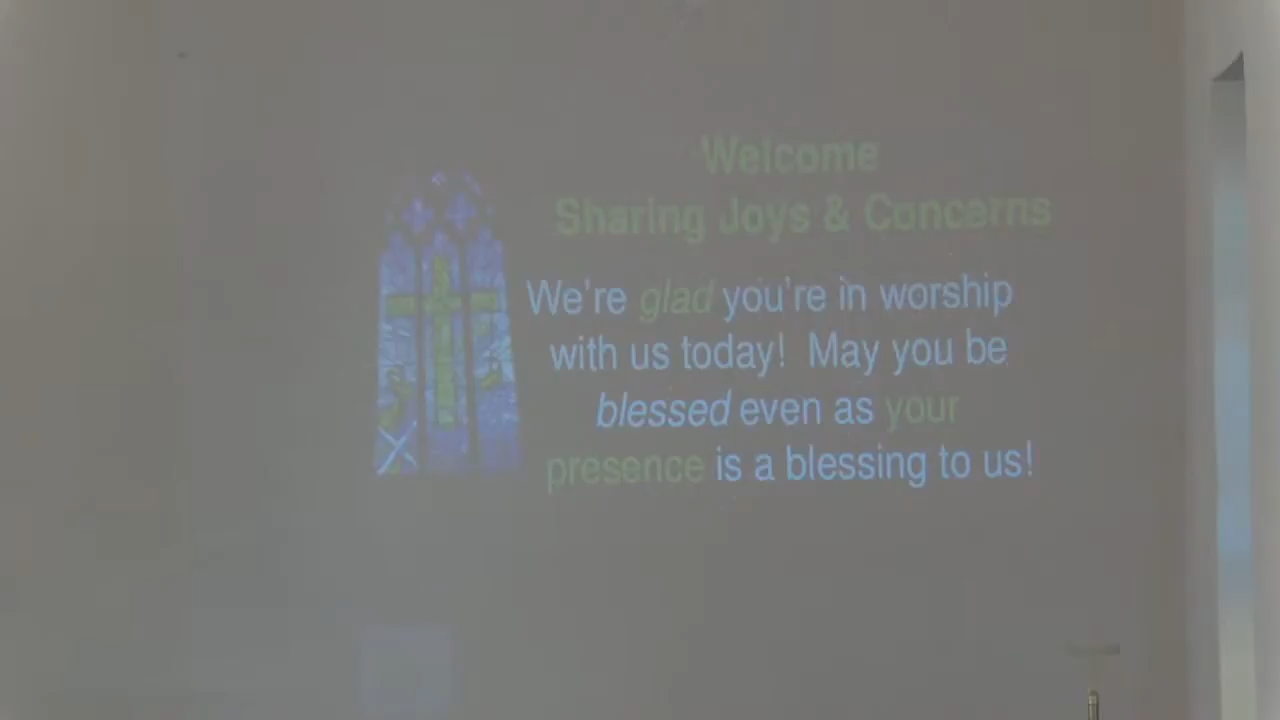 Welcome
Sharing Joys & Concerns
We're glad you're in worship
with us today! May you be
blessed even as your
presence is a blessing to us!